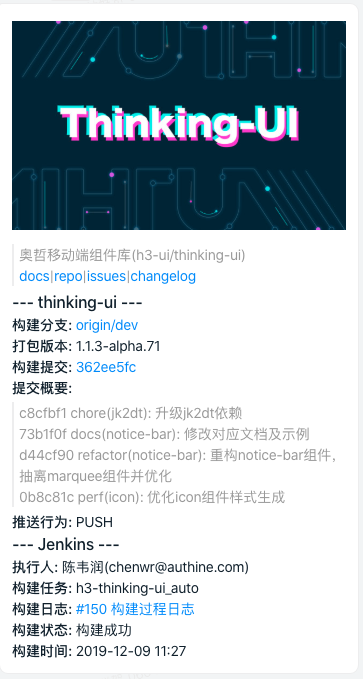 Thinking-UI
奥哲移动端组件库(h3-ui/thinking-ui)
docs|repo|issues|changelog
--- thinking-ui ---
构建分支: origin/dev
打包版本: 1.1.3-alpha.71
构建提交: 362ee5fc
提交概要:
c8cfbf1 chore(jk2dt): 升级jk2dt依赖
73b1f0f docs(notice-bar): 修改对应文档及示例
d44cf90 refactor(notice-bar): 重构notice-bar组件,
抽离marquee组件并优化
0b8c81c perf(icon): 优化icon组件样式生成
推送行为: PUSH
--- Jenkins ---
执行人: 陈韦润(chenwr@authine.com)
构建任务: h3-thinking-ui_auto
构建日志: #150 构建过程日志
构建状态: 构建成功
构建时间: 2019-12-09 11:27